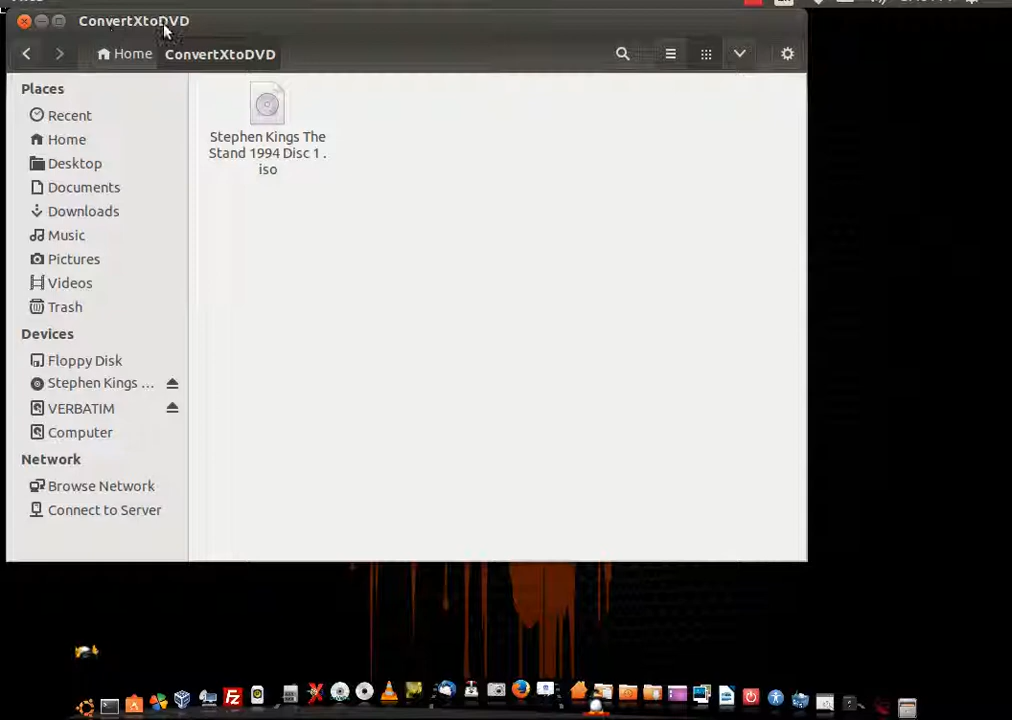 ConvertXtoDVD
Home ConvertXtoDVD
Places
Recent
Home
Desktop
Documents
Downloads
Music
Pictures
Videos
Trash
Devices
Floppy Disk
Stephen Kings ...
VERBATIM
Computer
Network
Browse Network
Connect to Server
Stephen Kings The
Stand 1994 Disc 1 .
iso